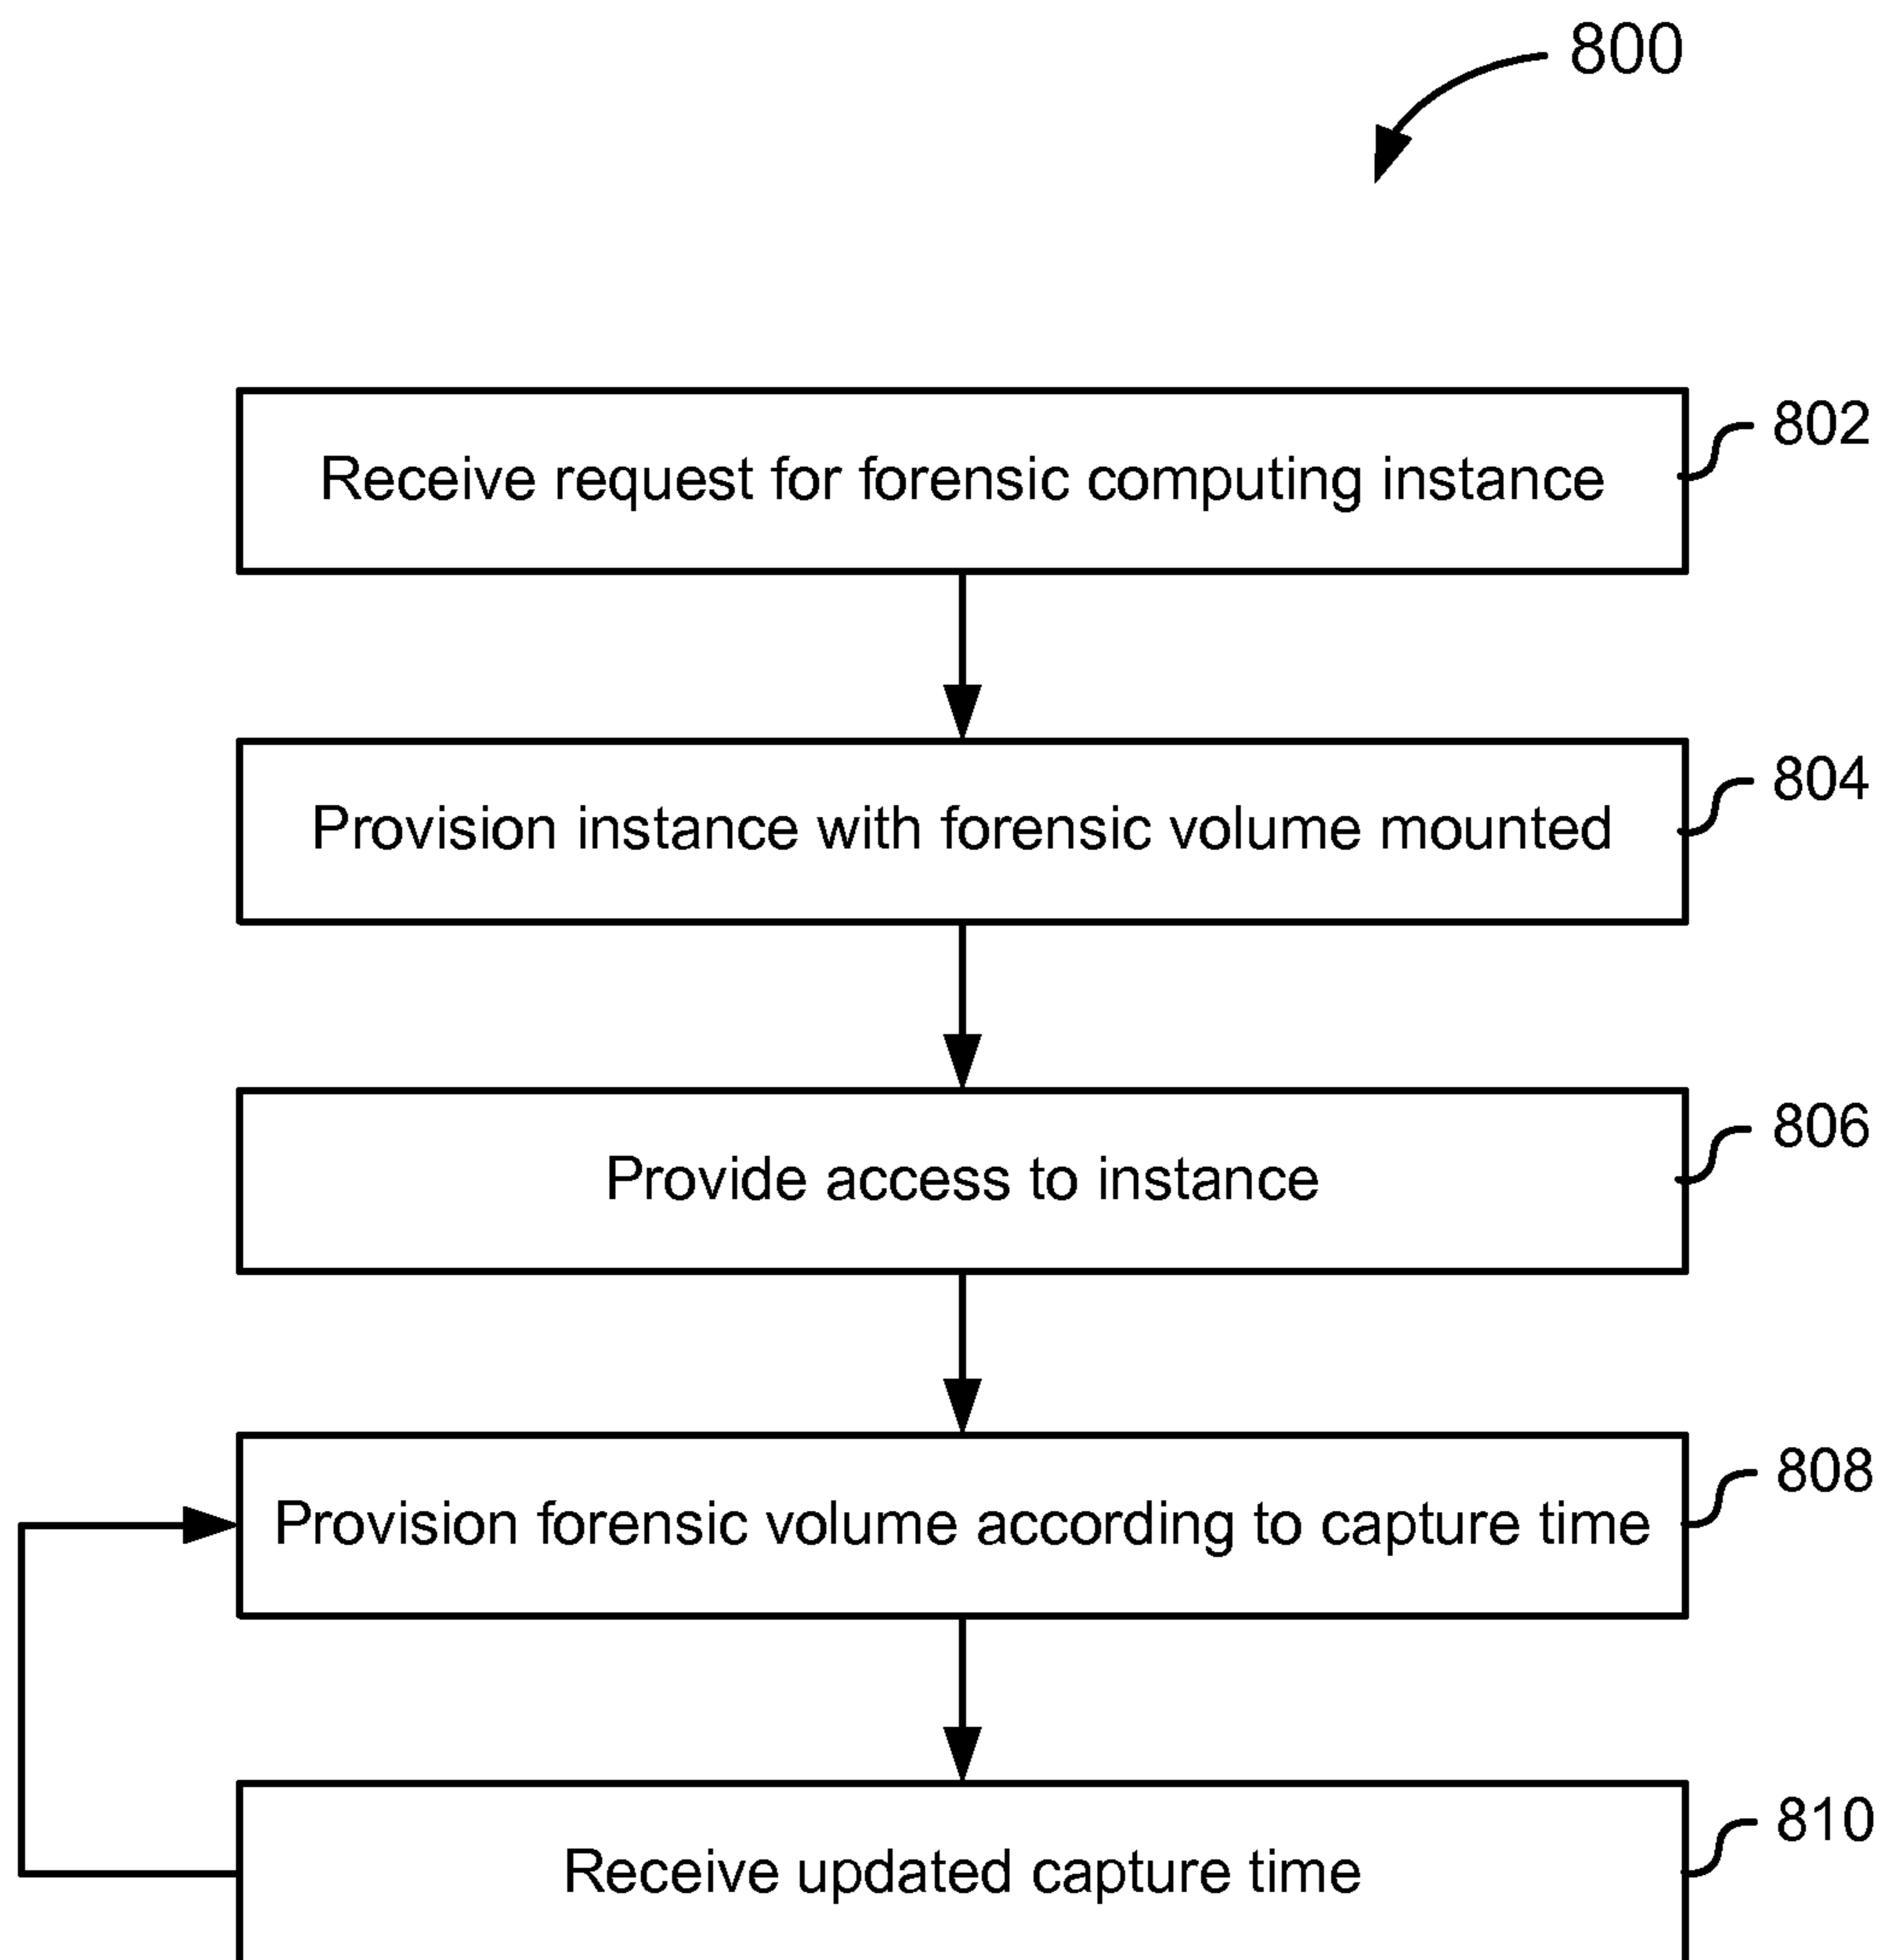 800
Receive request for forensic computing instance
802
Provision instance with forensic volume mounted
804
Provide access to instance
806
Provision forensic volume according to capture time
808
Receive updated capture time
810